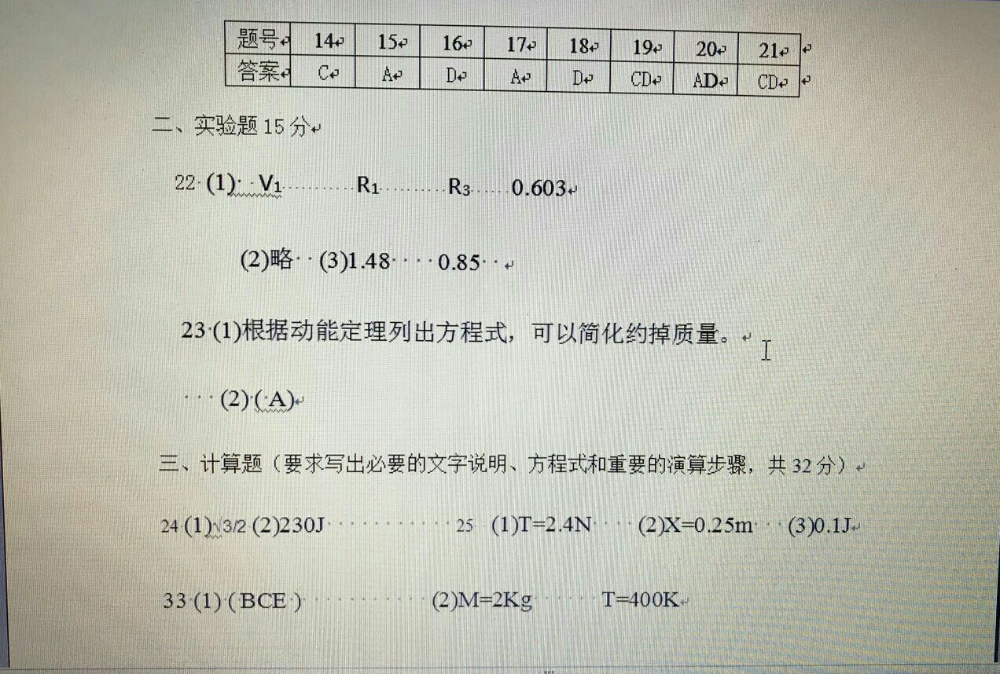 题号 14 15 16 17 18 19 20 21
答案 C A D A D CD AD CD
二、实验题 15 分
22 (1) V₁ R₁ R₃ 0.603
(2)略 (3)1.48 0.85
23 (1)根据动能定理列出方程式，可以简化约掉质量。
(2) ( A)
三、计算题（要求写出必要的文字说明、方程式和重要的演算步骤，共 32 分）
24 (1)√3/2 (2)230J 25 (1)T=2.4N (2)X=0.25m (3)0.1J
33 (1) ( BCE ) (2)M=2Kg T=400K